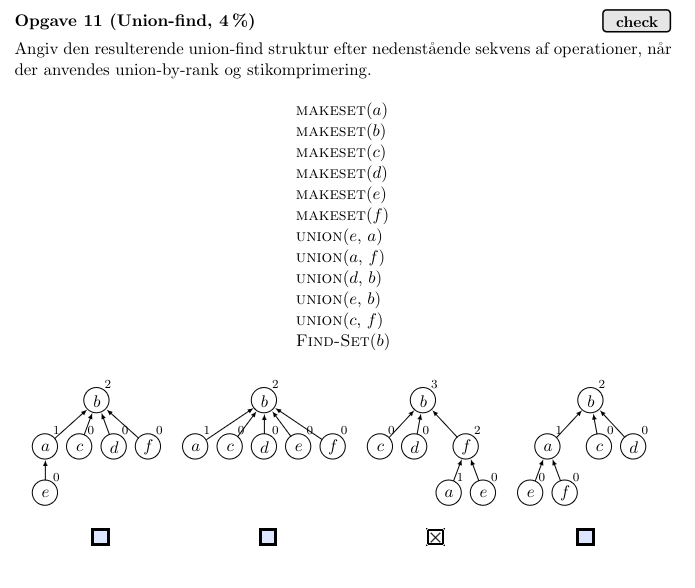 Opgave 11 (Union-find, 4 %)
check
Angiv den resulterende union-find struktur efter nedenstående sekvens af operationer, når
der anvendes union-by-rank og stikomprimering.
MAKESET(a)
MAKESET(b)
MAKESET(c)
MAKESET(d)
MAKESET(e)
MAKESET(f)
UNION(e, a)
UNION(a, f)
UNION(d, b)
UNION(e, b)
UNION(c, f)
FIND-SET(b)
2 2 3 2
b b b b
1 0 0 0 1 0 0 0 0 0 0 2 1 0 0
a c d f a c d e f c d f a c d
0 1 0 0 0
e a e e f